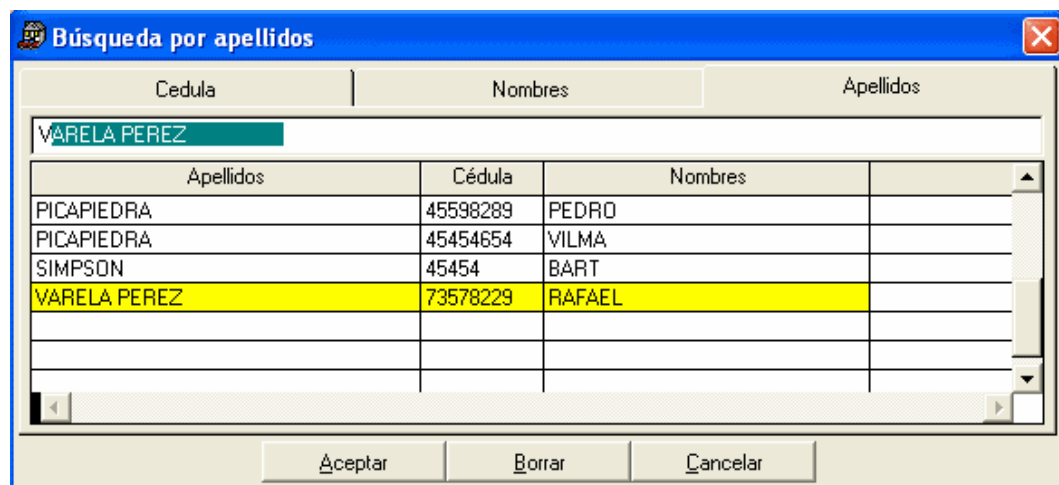 Búsqueda por apellidos
Cedula Nombres Apellidos
VARELA PEREZ
Apellidos Cédula Nombres
PICAPIEDRA 45598289 PEDRO
PICAPIEDRA 45454654 VILMA
SIMPSON 45454 BART
VARELA PEREZ 73578229 RAFAEL
Aceptar Borrar Cancelar